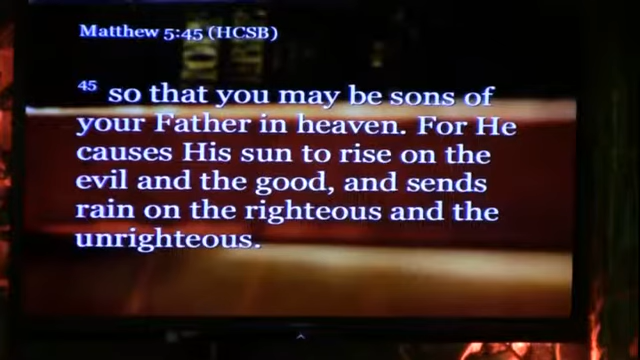 Matthew 5:45 (HCSB)
45 so that you may be sons of
your Father in heaven. For He
causes His sun to rise on the
evil and the good, and sends
rain on the righteous and the
unrighteous.